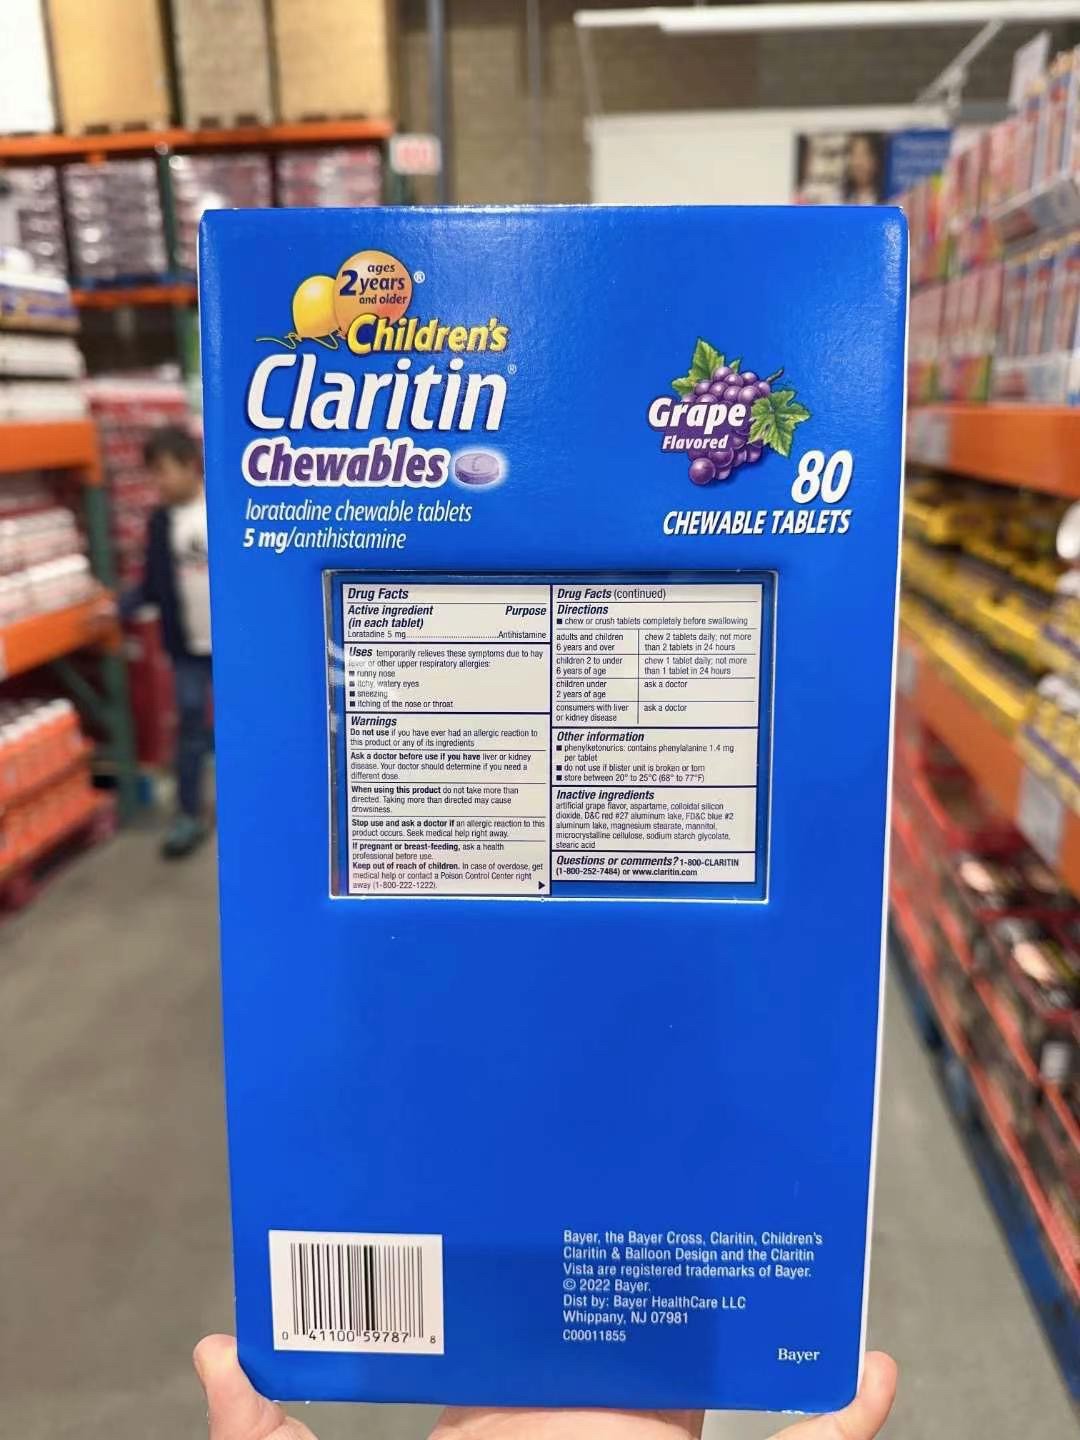 ages
2 years
and older
®
Children's
Claritin®
Chewables
loratadine chewable tablets
5 mg/antihistamine
Grape
Flavored
80
CHEWABLE TABLETS
Drug Facts
Active ingredient Purpose
(in each tablet)
Loratadine 5 mg..............................Antihistamine
Uses temporarily relieves these symptoms due to hay
fever or other upper respiratory allergies:
■ runny nose
■ itchy, watery eyes
■ sneezing
■ itching of the nose or throat
Warnings
Do not use if you have ever had an allergic reaction to
this product or any of its ingredients
Ask a doctor before use if you have liver or kidney
disease. Your doctor should determine if you need a
different dose.
When using this product do not take more than
directed. Taking more than directed may cause
drowsiness.
Stop use and ask a doctor if an allergic reaction to this
product occurs. Seek medical help right away.
If pregnant or breast-feeding, ask a health
professional before use.
Keep out of reach of children. In case of overdose, get
medical help or contact a Poison Control Center right
away (1-800-222-1222).
Drug Facts (continued)
Directions
■ chew or crush tablets completely before swallowing
adults and children
6 years and over
chew 2 tablets daily; not more
than 2 tablets in 24 hours
children 2 to under
6 years of age
chew 1 tablet daily; not more
than 1 tablet in 24 hours
children under
2 years of age
ask a doctor
consumers with liver
or kidney disease
ask a doctor
Other information
■ phenylketonurics: contains phenylalanine 1.4 mg
per tablet
■ do not use if blister unit is broken or torn
■ store between 20° to 25°C (68° to 77°F)
Inactive ingredients
artificial grape flavor, aspartame, colloidal silicon
dioxide, D&C red #27 aluminum lake, FD&C blue #2
aluminum lake, magnesium stearate, mannitol,
microcrystalline cellulose, sodium starch glycolate,
stearic acid
Questions or comments? 1-800-CLARITIN
(1-800-252-7484) or www.claritin.com
0 41100 59787 8
Bayer, the Bayer Cross, Claritin, Children's
Claritin & Balloon Design and the Claritin
Vista are registered trademarks of Bayer.
© 2022 Bayer.
Dist by: Bayer HealthCare LLC
Whippany, NJ 07981
C00011855
Bayer